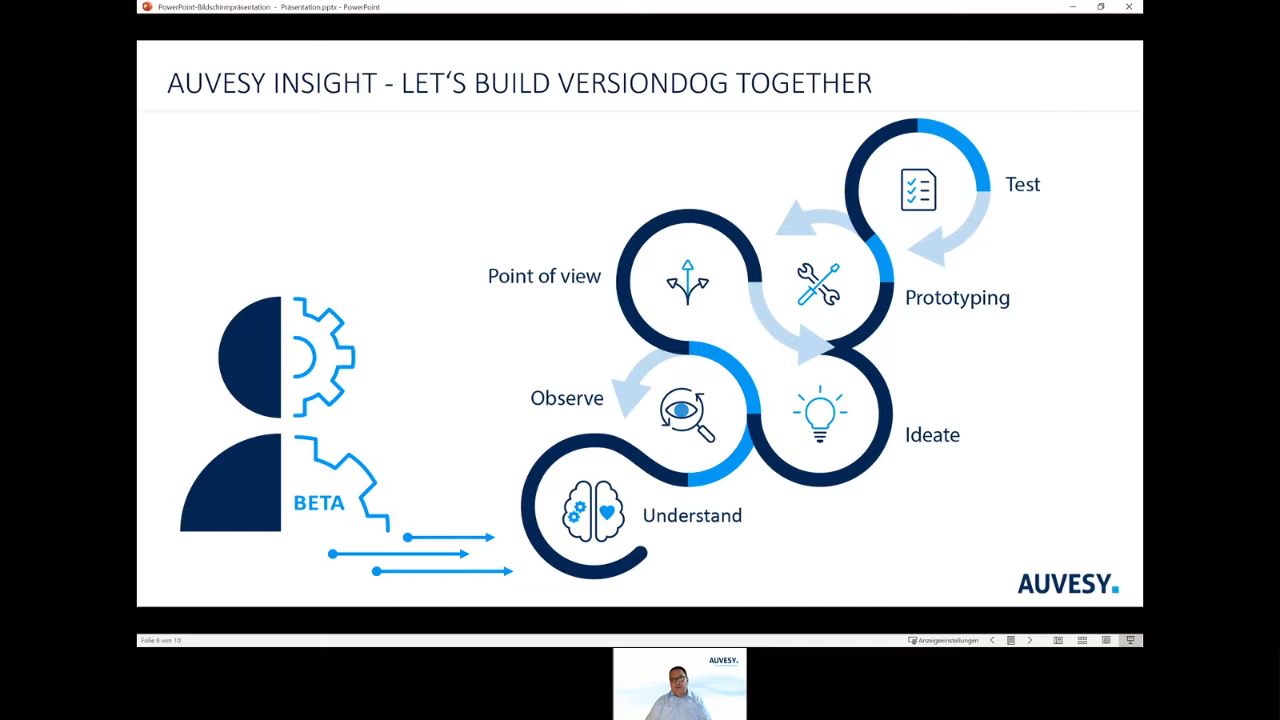 PowerPoint-Bildschirmpräsentation - Präsentation.pptx - PowerPoint
AUVESY INSIGHT - LET‘S BUILD VERSIONDOG TOGETHER
Test
Point of view
Prototyping
Observe
Ideate
BETA
Understand
AUVESY.
Folie 9 von 10
Anzeigeeinstellungen
AUVESY.